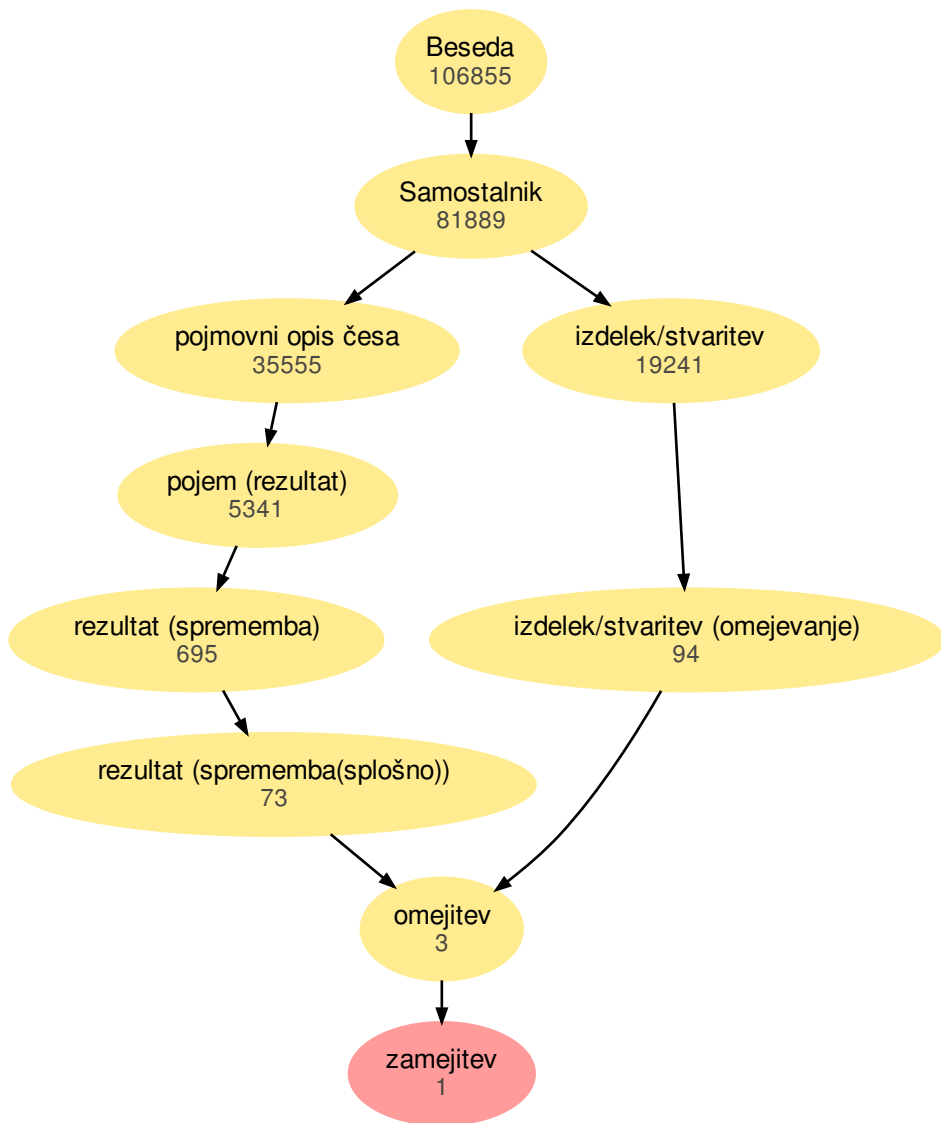 Beseda
106855
Samostalnik
81889
pojmovni opis česa
35555
izdelek/stvaritev
19241
pojem (rezultat)
5341
rezultat (sprememba)
695
izdelek/stvaritev (omejevanje)
94
rezultat (sprememba(splošno))
73
omejitev
3
zamejitev
1